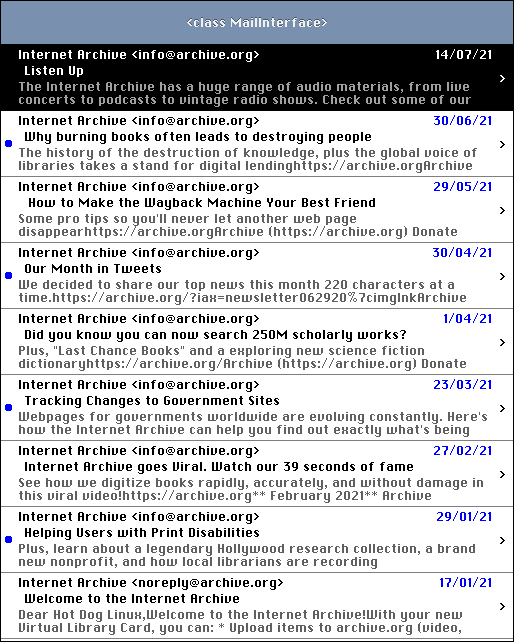 <class MailInterface>
Internet Archive <info@archive.org> 14/07/21
Listen Up
The Internet Archive has a huge range of audio materials, from live
concerts to podcasts to vintage radio shows. Check out some of our
Internet Archive <info@archive.org> 30/06/21
Why burning books often leads to destroying people
The history of the destruction of knowledge, plus the global voice of
libraries takes a stand for digital lendinghttps://archive.orgArchive
Internet Archive <info@archive.org> 29/05/21
How to Make the Wayback Machine Your Best Friend
Some pro tips so you'll never let another web page
disappearhttps://archive.orgArchive (https://archive.org) Donate
Internet Archive <info@archive.org> 30/04/21
Our Month in Tweets
We decided to share our top news this month 220 characters at a
time.https://archive.org/?iax=newsletter062920%7cimglnkArchive
Internet Archive <info@archive.org> 1/04/21
Did you know you can now search 250M scholarly works?
Plus, "Last Chance Books" and a exploring new science fiction
dictionaryhttps://archive.org/Archive (https://archive.org) Donate
Internet Archive <info@archive.org> 23/03/21
Tracking Changes to Government Sites
Webpages for governments worldwide are evolving constantly. Here's
how the Internet Archive can help you find out exactly what's being
Internet Archive <info@archive.org> 27/02/21
Internet Archive goes Viral. Watch our 39 seconds of fame
See how we digitize books rapidly, accurately, and without damage in
this viral video!https://archive.org** February 2021** Archive
Internet Archive <info@archive.org> 29/01/21
Helping Users with Print Disabilities
Plus, learn about a legendary Hollywood research collection, a brand
new nonprofit, and how local librarians are recording
Internet Archive <noreply@archive.org> 17/01/21
Welcome to the Internet Archive
Dear Hot Dog Linux,Welcome to the Internet Archive!With your new
Virtual Library Card, you can: * Upload items to archive.org (video,